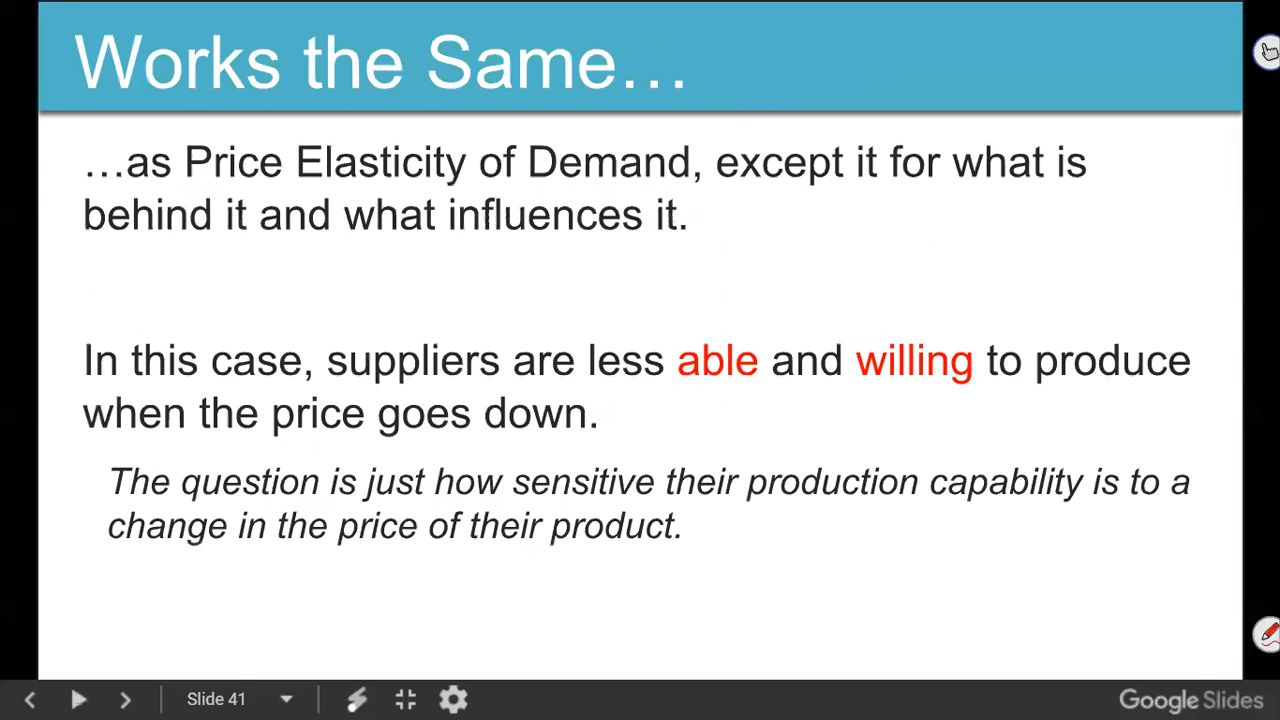 Works the Same…
…as Price Elasticity of Demand, except it for what is
behind it and what influences it.
In this case, suppliers are less able and willing to produce
when the price goes down.
The question is just how sensitive their production capability is to a
change in the price of their product.
Slide 41
Google Slides